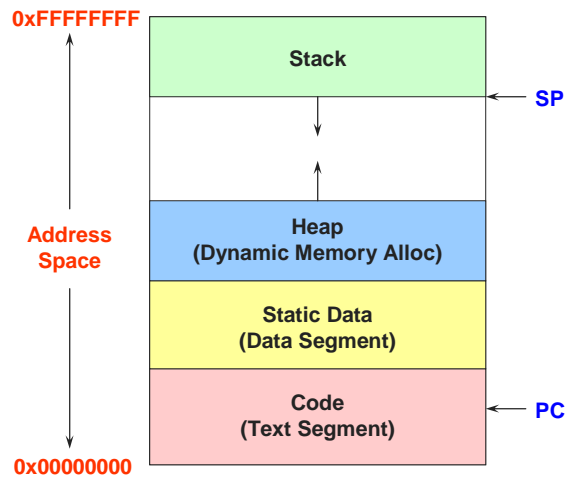 0xFFFFFFFF
Stack
SP
Heap
(Dynamic Memory Alloc)
Address
Space
Static Data
(Data Segment)
Code
(Text Segment)
PC
0x00000000